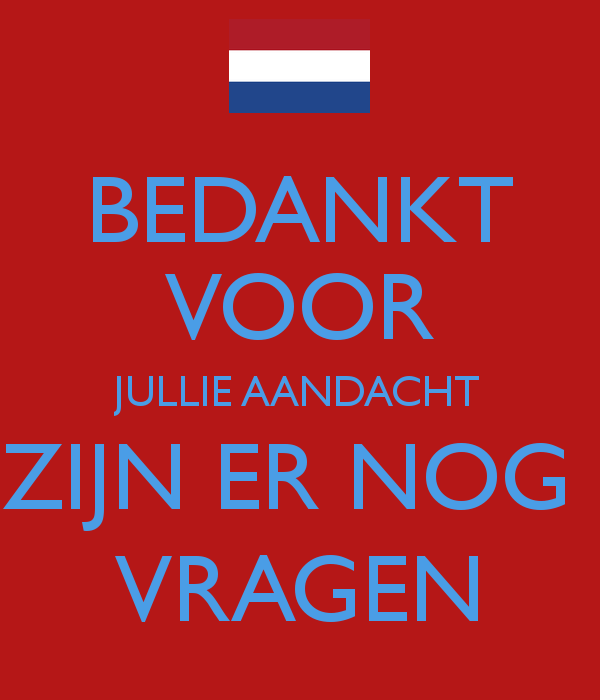 BEDANKT
VOOR
JULLIE AANDACHT
ZIJN ER NOG
VRAGEN